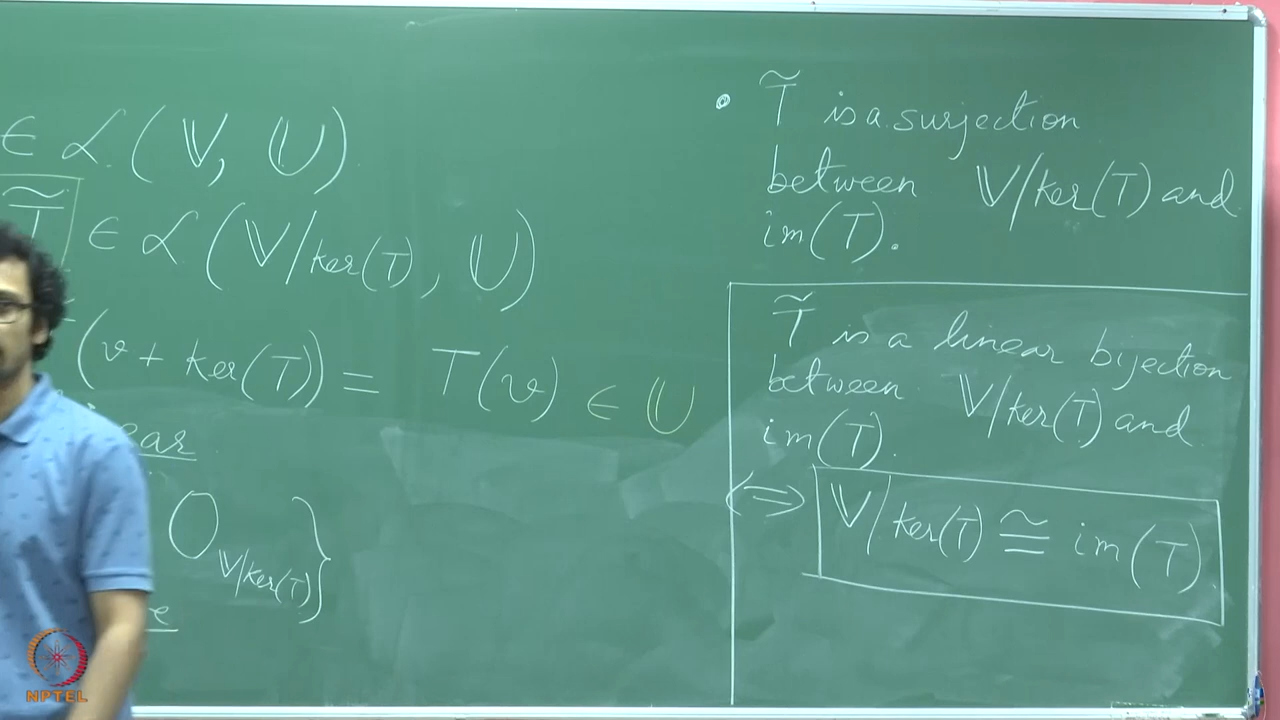 ∈ ℒ(𝕍, 𝕌)
T̃ ∈ ℒ(𝕍/ker(T), 𝕌)
(v + ker(T)) = T(v) ∈ 𝕌
ear
0_{𝕍/ker(T)}}
e
• T̃ is a surjection
between 𝕍/ker(T) and
im(T).
T̃ is a linear bijection
between 𝕍/ker(T) and
im(T).
⇔ 𝕍/ker(T) ≅ im(T)
NPTEL